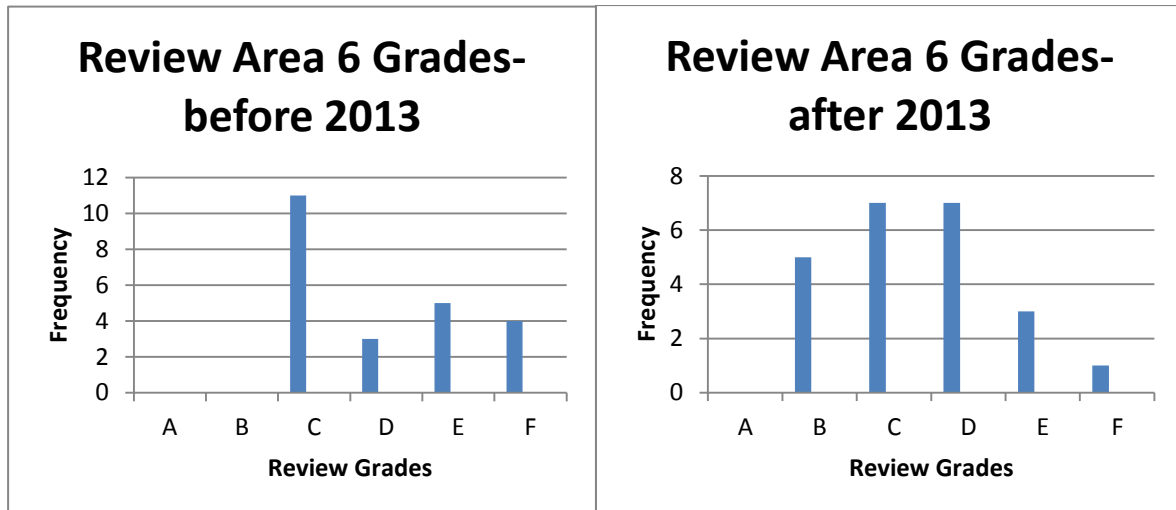 Review Area 6 Grades-
before 2013
12
10
8
6
4
2
0
Frequency
A B C D E F
Review Grades
Review Area 6 Grades-
after 2013
8
6
4
2
0
Frequency
A B C D E F
Review Grades